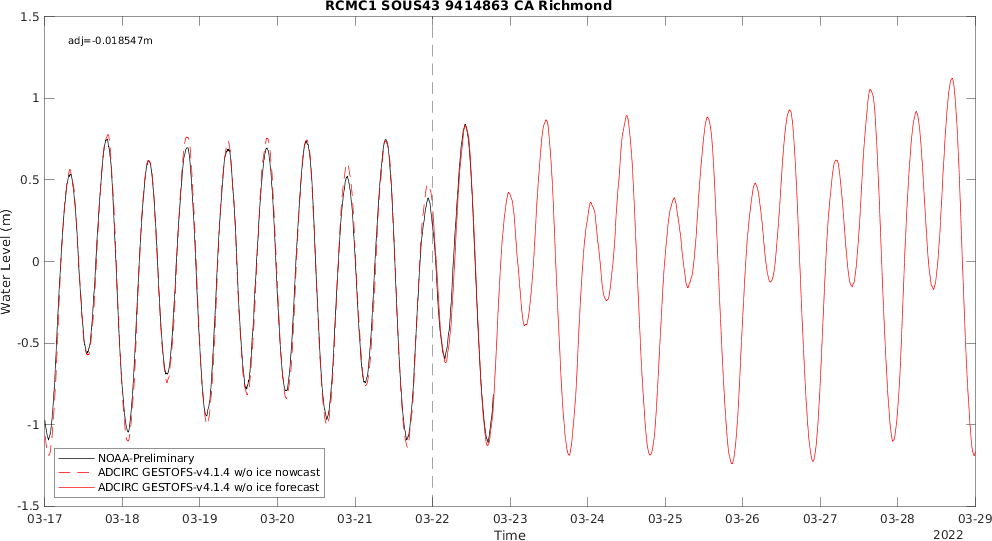 RCMC1 SOUS43 9414863 CA Richmond
1.5
adj=-0.018547m
1
0.5
0
-0.5
-1
-1.5
Water Level (m)
NOAA-Preliminary
ADCIRC GESTOFS-v4.1.4 w/o ice nowcast
ADCIRC GESTOFS-v4.1.4 w/o ice forecast
03-17 03-18 03-19 03-20 03-21 03-22 03-23 03-24 03-25 03-26 03-27 03-28 03-29
Time
2022